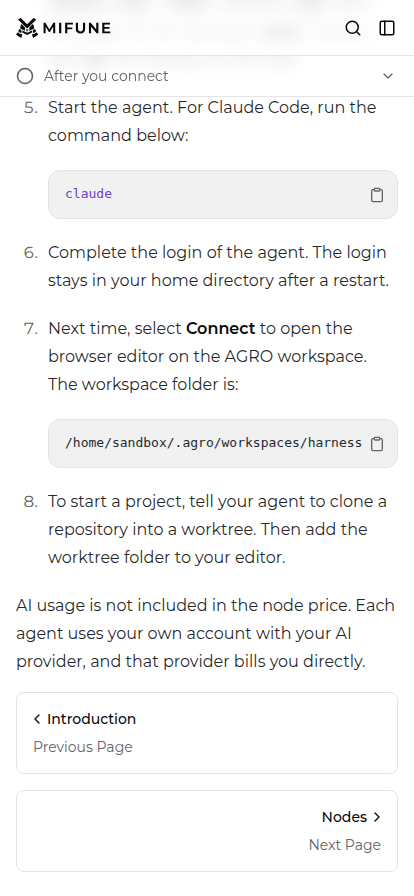 MIFUNE
After you connect
5. Start the agent. For Claude Code, run the
command below:
claude
6. Complete the login of the agent. The login
stays in your home directory after a restart.
7. Next time, select Connect to open the
browser editor on the AGRO workspace.
The workspace folder is:
/home/sandbox/.agro/workspaces/harness
8. To start a project, tell your agent to clone a
repository into a worktree. Then add the
worktree folder to your editor.
AI usage is not included in the node price. Each
agent uses your own account with your AI
provider, and that provider bills you directly.
Introduction
Previous Page
Nodes
Next Page